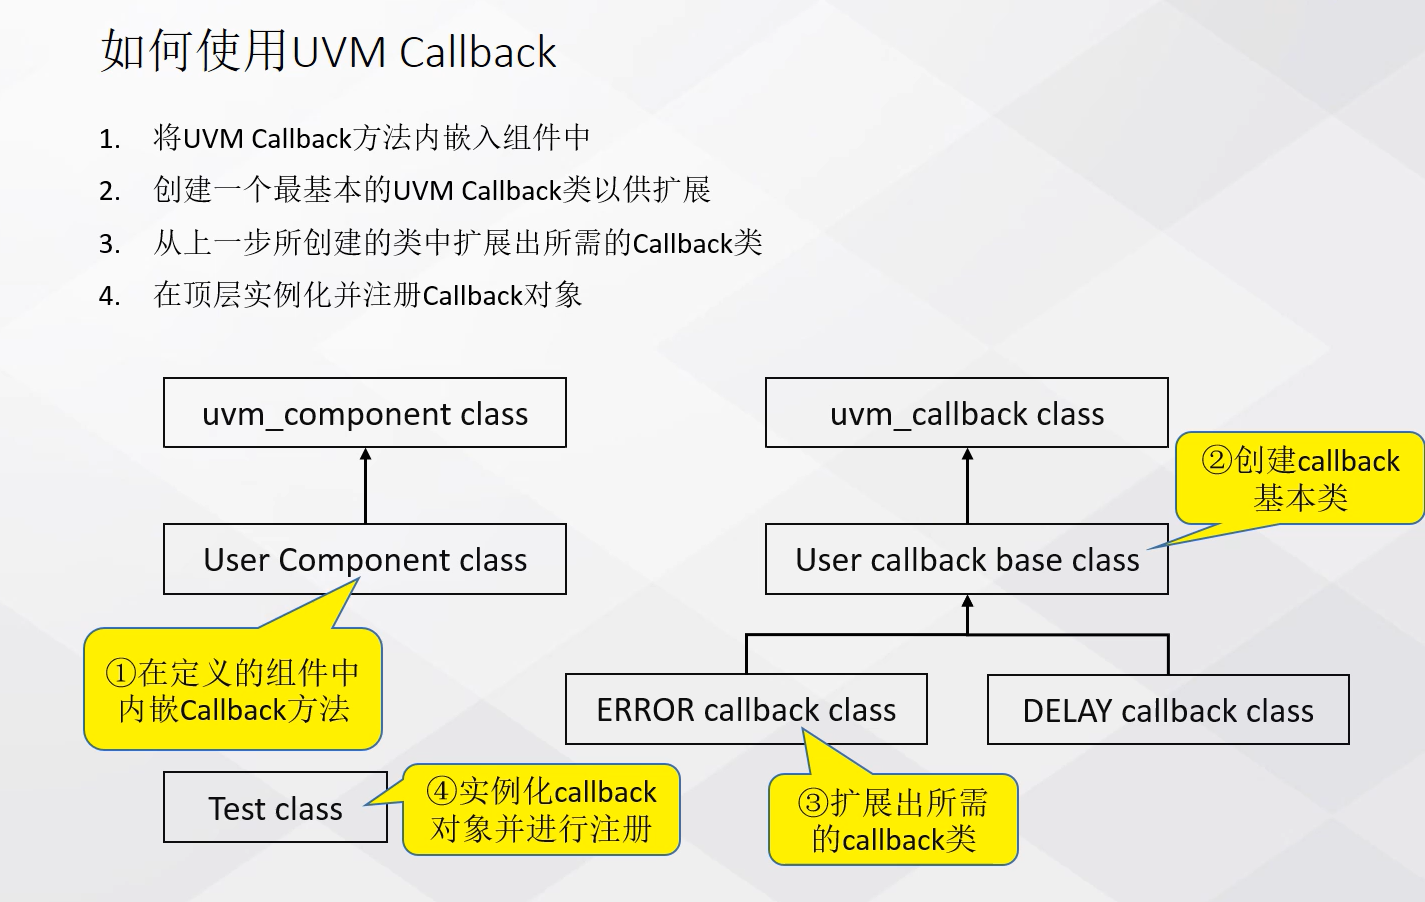 如何使用UVM Callback
1. 将UVM Callback方法内嵌入组件中
2. 创建一个最基本的UVM Callback类以供扩展
3. 从上一步所创建的类中扩展出所需的Callback类
4. 在顶层实例化并注册Callback对象
uvm_component class
uvm_callback class
②创建callback
基本类
User Component class
User callback base class
①在定义的组件中
内嵌Callback方法
ERROR callback class
DELAY callback class
Test class
④实例化callback
对象并进行注册
③扩展出所需
的callback类